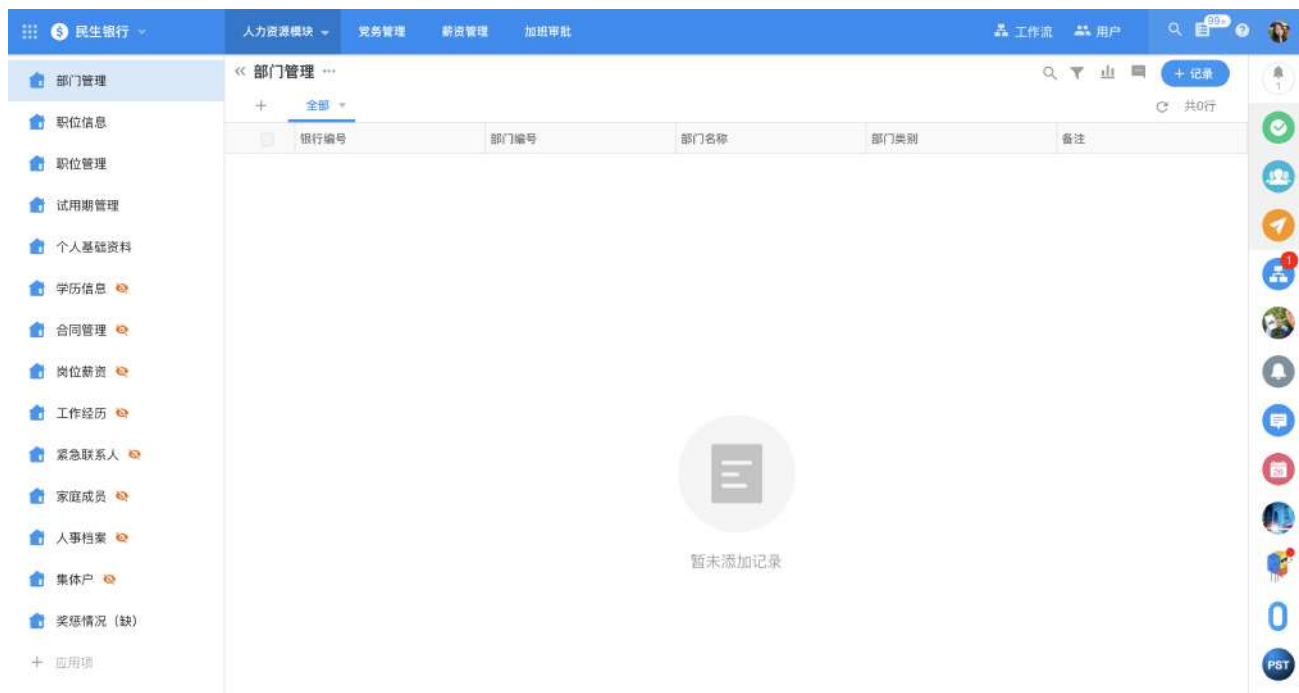 民生银行
人力资源模块
党务管理
薪资管理
加班审批
工作流
用户
99+
部门管理
职位信息
职位管理
试用期管理
个人基础资料
学历信息
合同管理
岗位薪资
工作经历
紧急联系人
家庭成员
人事档案
集体户
奖惩情况（缺）
+ 应用项
« 部门管理 ···
+ 记录
+ 全部
共0行
银行编号 部门编号 部门名称 部门类别 备注
暂未添加记录
1
1
26
PST